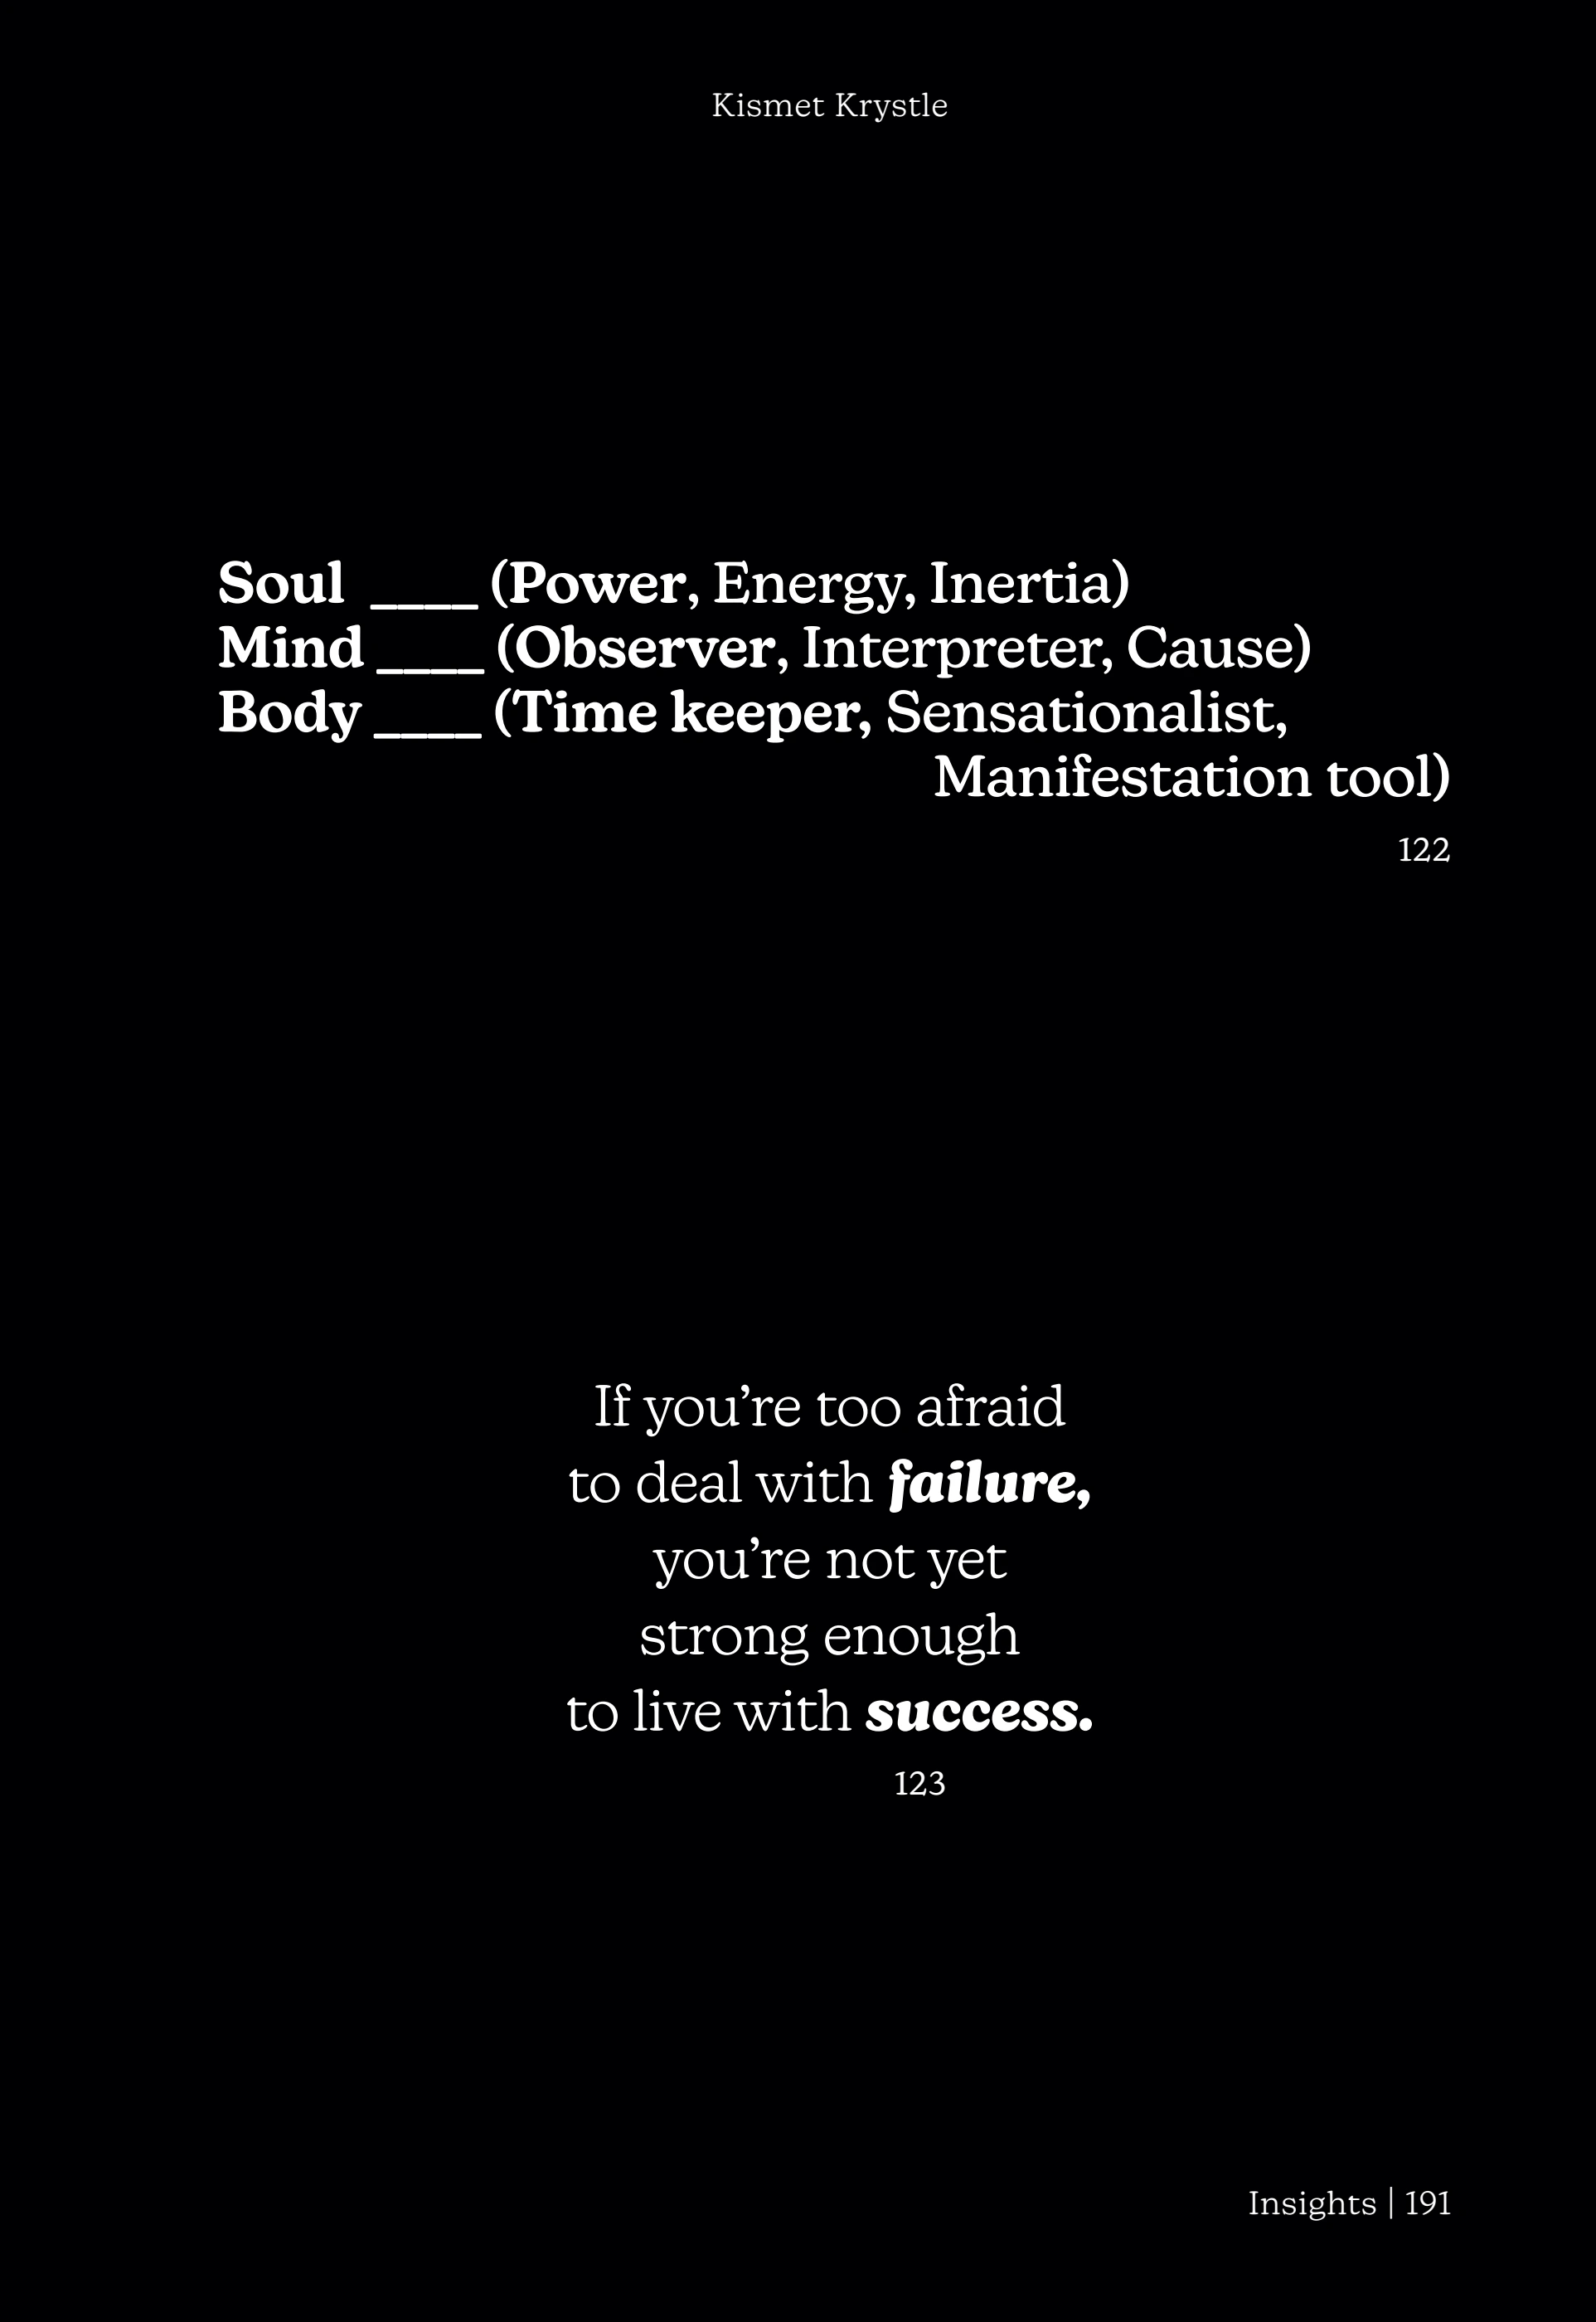 Kismet Krystle
Soul ____ (Power, Energy, Inertia)
Mind ____ (Observer, Interpreter, Cause)
Body ____ (Time keeper, Sensationalist,
Manifestation tool)
122
If you’re too afraid
to deal with failure,
you’re not yet
strong enough
to live with success.
123
Insights | 191